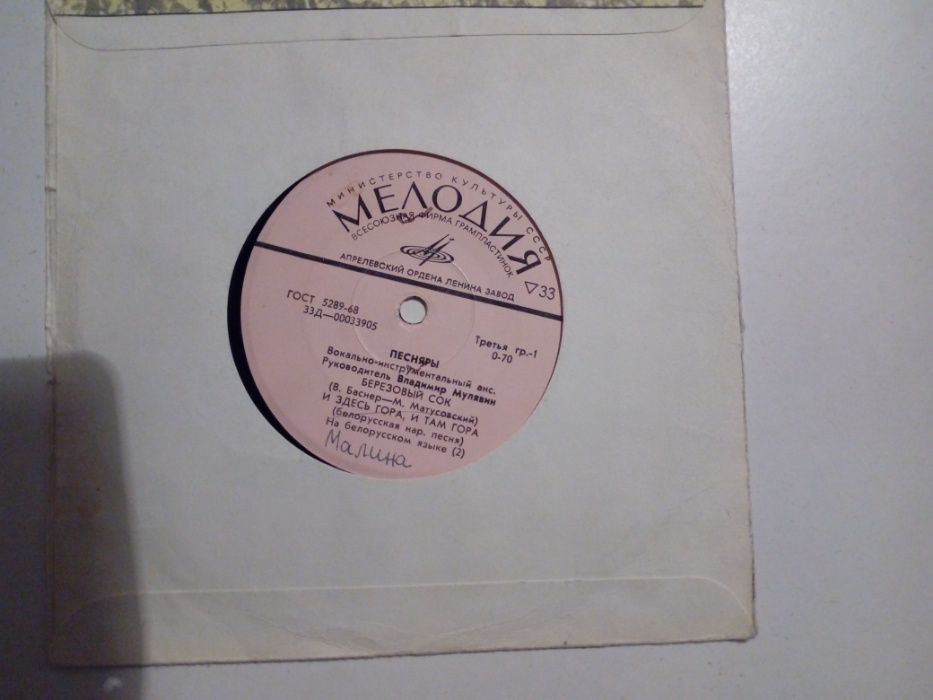 МИНИСТЕРСТВО КУЛЬТУРЫ СССР
МЕЛОДИЯ
ВСЕСОЮЗНАЯ ФИРМА ГРАМПЛАСТИНОК
АПРЕЛЕВСКИЙ ОРДЕНА ЛЕНИНА ЗАВОД
33
ГОСТ 5289-68
33Д—00033905
Третья гр.-1
0-70
ПЕСНЯРЫ
Вокально-инструментальный анс.
Руководитель Владимир Мулявин
БЕРЕЗОВЫЙ СОК
(В. Баснер—М. Матусовский)
И ЗДЕСЬ ГОРА, И ТАМ ГОРА
(белорусская нар. песня)
На белорусском языке (2)
Малина